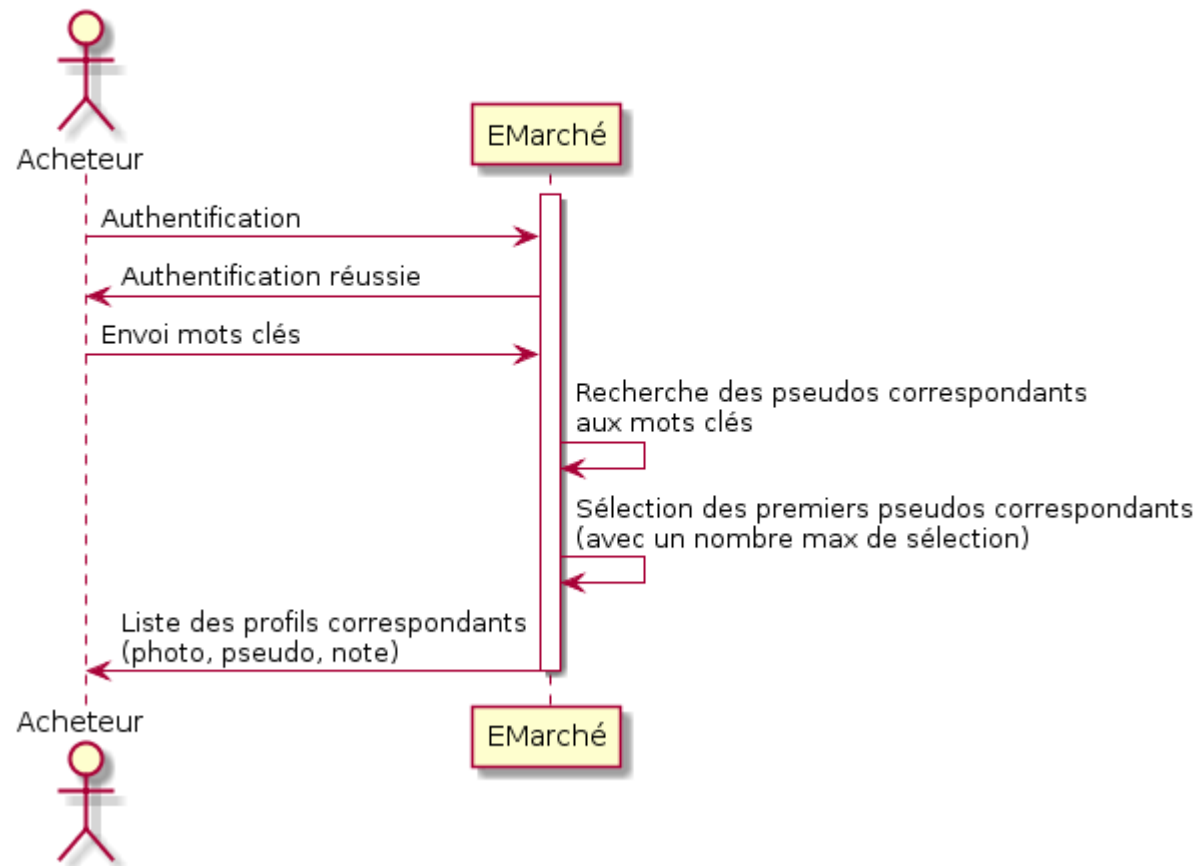 Acheteur
EMarché
Authentification
Authentification réussie
Envoi mots clés
Recherche des pseudos correspondants
aux mots clés
Sélection des premiers pseudos correspondants
(avec un nombre max de sélection)
Liste des profils correspondants
(photo, pseudo, note)
Acheteur
EMarché